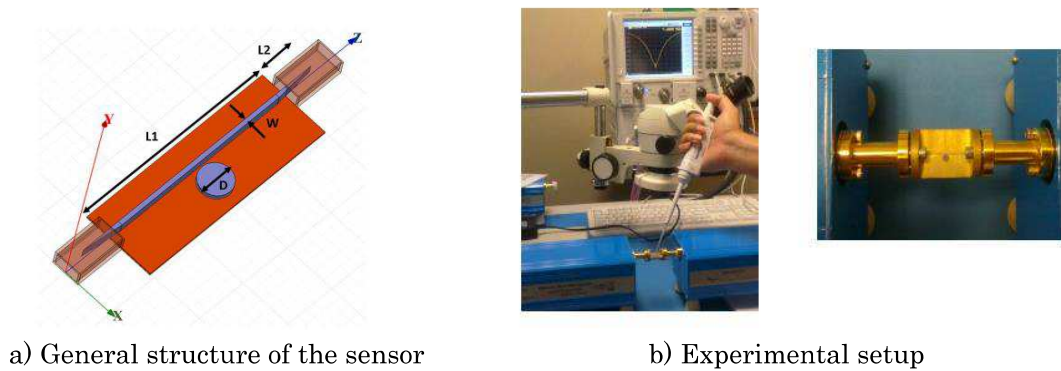 L2
Z
Y
L1
W
D
X
a) General structure of the sensor
b) Experimental setup